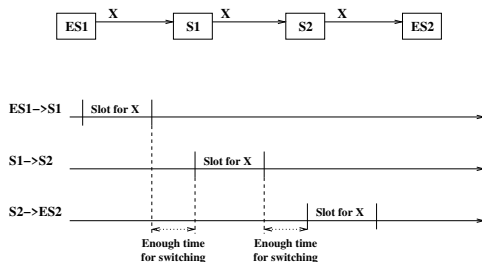 X X X
ES1 S1 S2 ES2
ES1->S1 Slot for X
S1->S2 Slot for X
S2->ES2 Slot for X
Enough time Enough time
for switching for switching